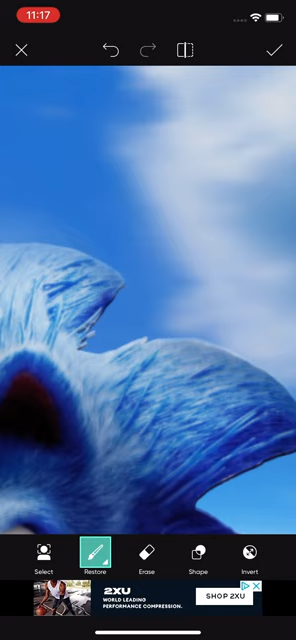 11:17
Select
Restore
Erase
Shape
Invert
2XU
WORLD LEADING
PERFORMANCE COMPRESSION.
SHOP 2XU